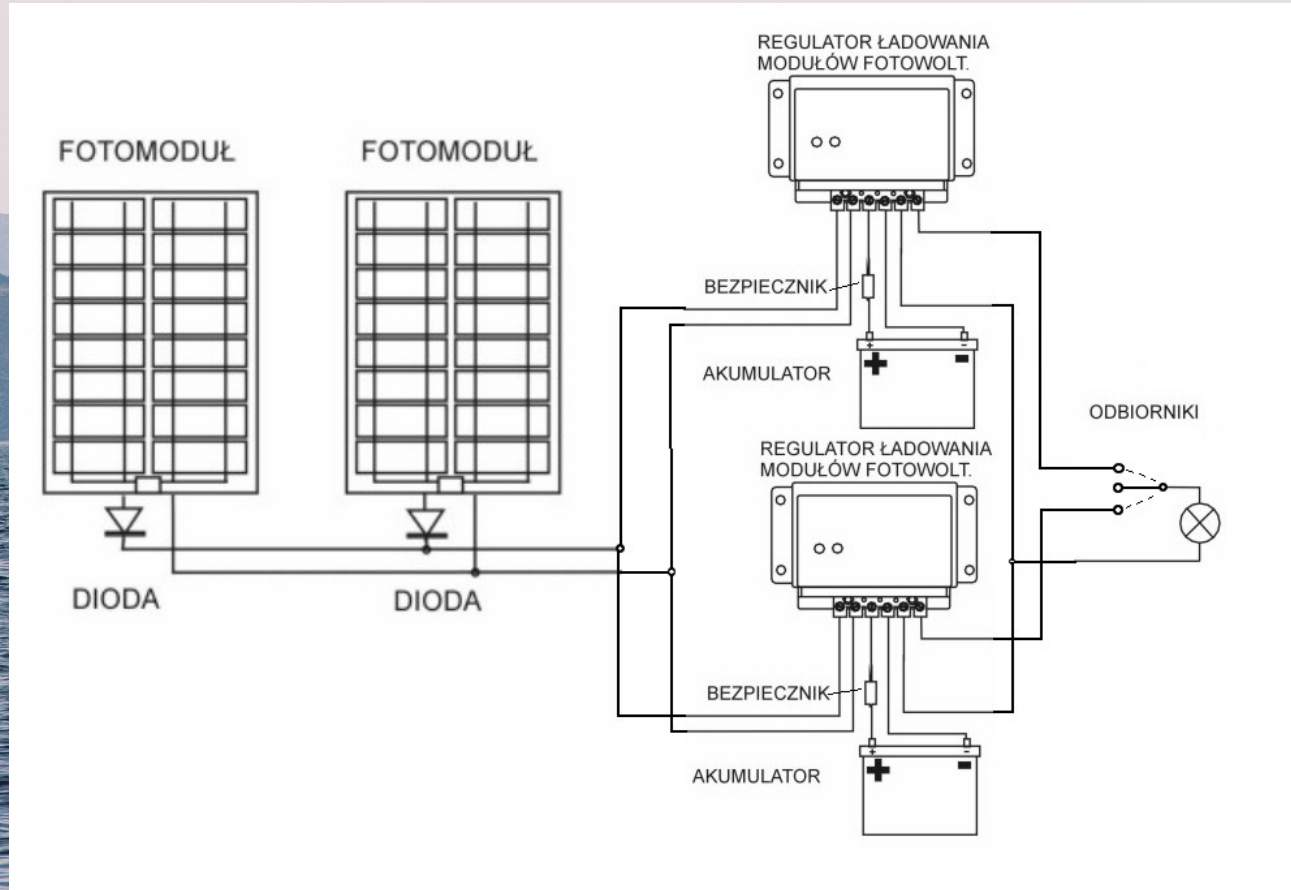 REGULATOR ŁADOWANIA
MODUŁÓW FOTOWOLT.
FOTOMODUŁ
FOTOMODUŁ
BEZPIECZNIK
+ −
AKUMULATOR
ODBIORNIKI
REGULATOR ŁADOWANIA
MODUŁÓW FOTOWOLT.
DIODA
DIODA
BEZPIECZNIK
+ −
AKUMULATOR